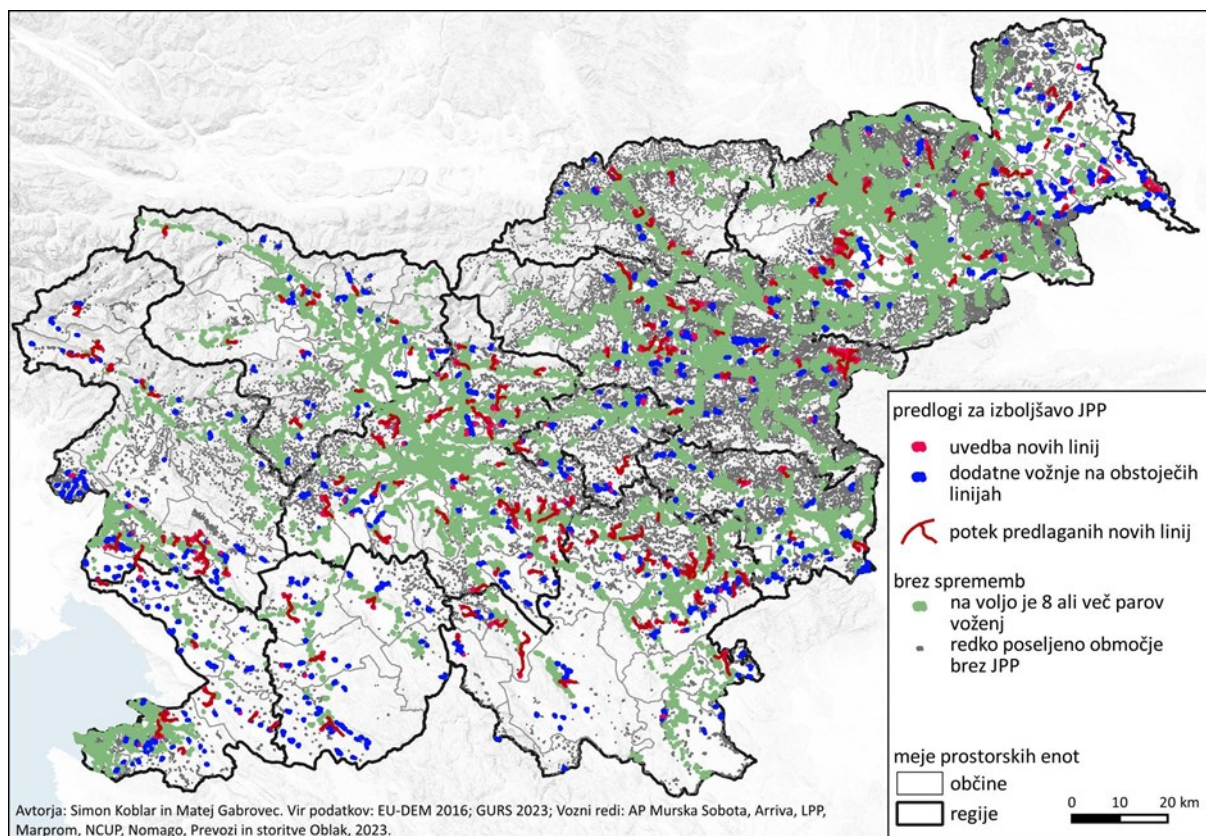 predlogi za izboljšavo JPP
uvedba novih linij
dodatne vožnje na obstoječih
linijah
potek predlaganih novih linij
brez sprememb
na voljo je 8 ali več parov
voženj
redko poseljeno območje
brez JPP
meje prostorskih enot
občine
regije
0 10 20 km
Avtorja: Simon Koblar in Matej Gabrovec. Vir podatkov: EU-DEM 2016; GURS 2023; Vozni redi: AP Murska Sobota, Arriva, LPP,
Marprom, NCUP, Nomago, Prevozi in storitve Oblak, 2023.